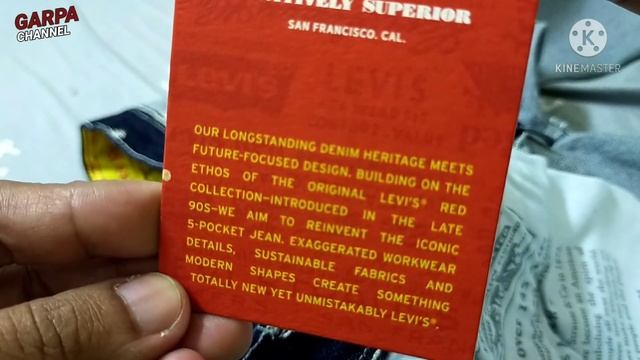 GARPA
CHANNEL
KINEMASTER
SUPERIOR
SAN FRANCISCO. CAL.
LEVI'S
OUR LONGSTANDING DENIM HERITAGE MEETS
FUTURE-FOCUSED DESIGN. BUILDING ON THE
ETHOS OF THE ORIGINAL LEVI'S® RED
COLLECTION—INTRODUCED IN THE LATE
90S—WE AIM TO REINVENT THE ICONIC
5-POCKET JEAN. EXAGGERATED WORKWEAR
DETAILS, SUSTAINABLE FABRICS AND
MODERN SHAPES CREATE SOMETHING
TOTALLY NEW YET UNMISTAKABLY LEVI'S®.